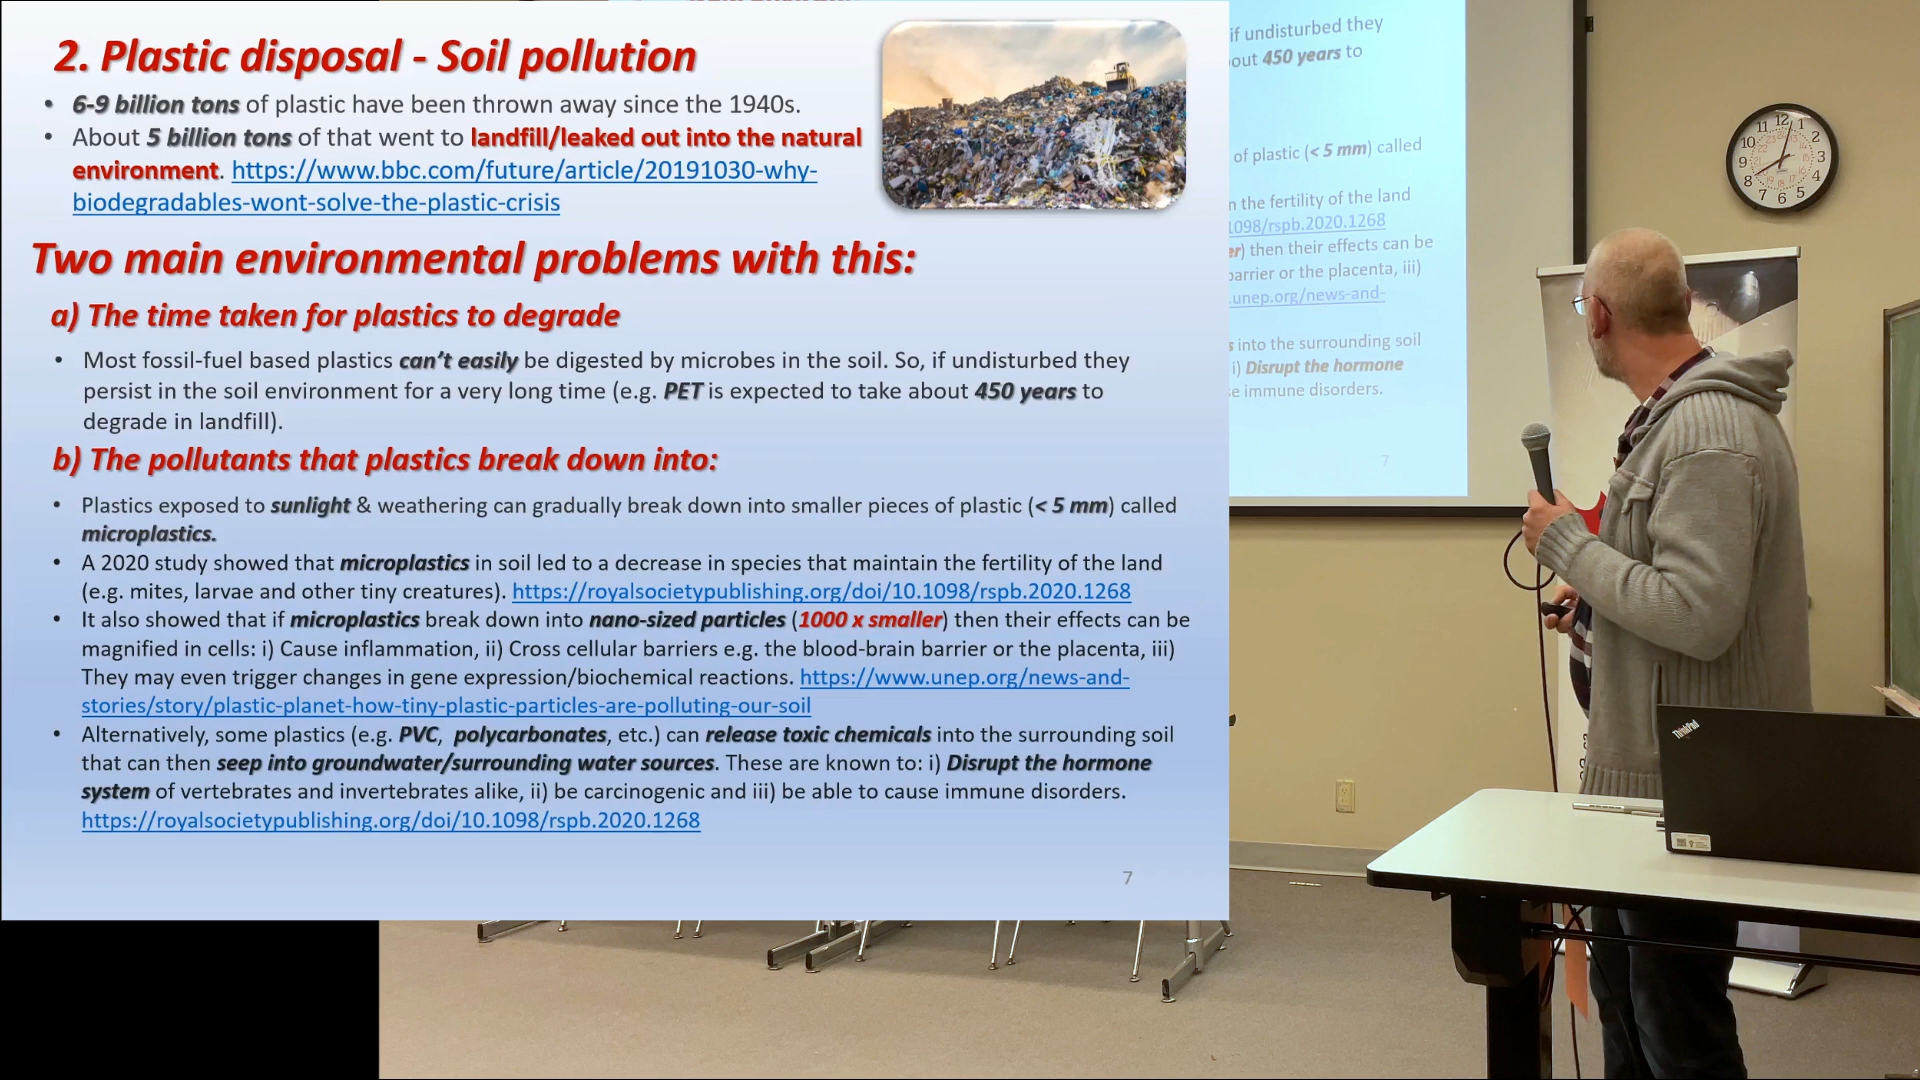 2. Plastic disposal - Soil pollution
• 6-9 billion tons of plastic have been thrown away since the 1940s.
• About 5 billion tons of that went to landfill/leaked out into the natural
environment. https://www.bbc.com/future/article/20191030-why-
biodegradables-wont-solve-the-plastic-crisis
Two main environmental problems with this:
a) The time taken for plastics to degrade
• Most fossil-fuel based plastics can't easily be digested by microbes in the soil. So, if undisturbed they
persist in the soil environment for a very long time (e.g. PET is expected to take about 450 years to
degrade in landfill).
b) The pollutants that plastics break down into:
• Plastics exposed to sunlight & weathering can gradually break down into smaller pieces of plastic (< 5 mm) called
microplastics.
• A 2020 study showed that microplastics in soil led to a decrease in species that maintain the fertility of the land
(e.g. mites, larvae and other tiny creatures). https://royalsocietypublishing.org/doi/10.1098/rspb.2020.1268
• It also showed that if microplastics break down into nano-sized particles (1000 x smaller) then their effects can be
magnified in cells: i) Cause inflammation, ii) Cross cellular barriers e.g. the blood-brain barrier or the placenta, iii)
They may even trigger changes in gene expression/biochemical reactions. https://www.unep.org/news-and-
stories/story/plastic-planet-how-tiny-plastic-particles-are-polluting-our-soil
• Alternatively, some plastics (e.g. PVC, polycarbonates, etc.) can release toxic chemicals into the surrounding soil
that can then seep into groundwater/surrounding water sources. These are known to: i) Disrupt the hormone
system of vertebrates and invertebrates alike, ii) be carcinogenic and iii) be able to cause immune disorders.
https://royalsocietypublishing.org/doi/10.1098/rspb.2020.1268
7
if undisturbed they
out 450 years to
of plastic (< 5 mm) called
n the fertility of the land
1098/rspb.2020.1268
er) then their effects can be
barrier or the placenta, iii)
.unep.org/news-and-
s into the surrounding soil
i) Disrupt the hormone
e immune disorders.
7
12 1 2 3 4 5 6 7 8 9 10 11
ThinkPad